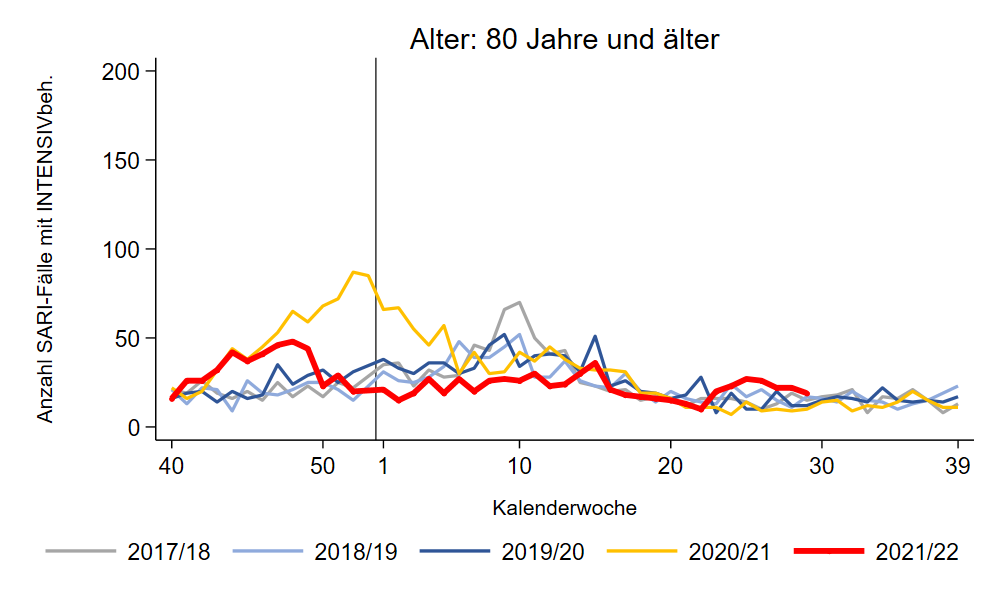 Alter: 80 Jahre und älter
Anzahl SARI-Fälle mit INTENSIVbeh.
200
150
100
50
0
40 50 1 10 20 30 39
Kalenderwoche
2017/18 2018/19 2019/20 2020/21 2021/22